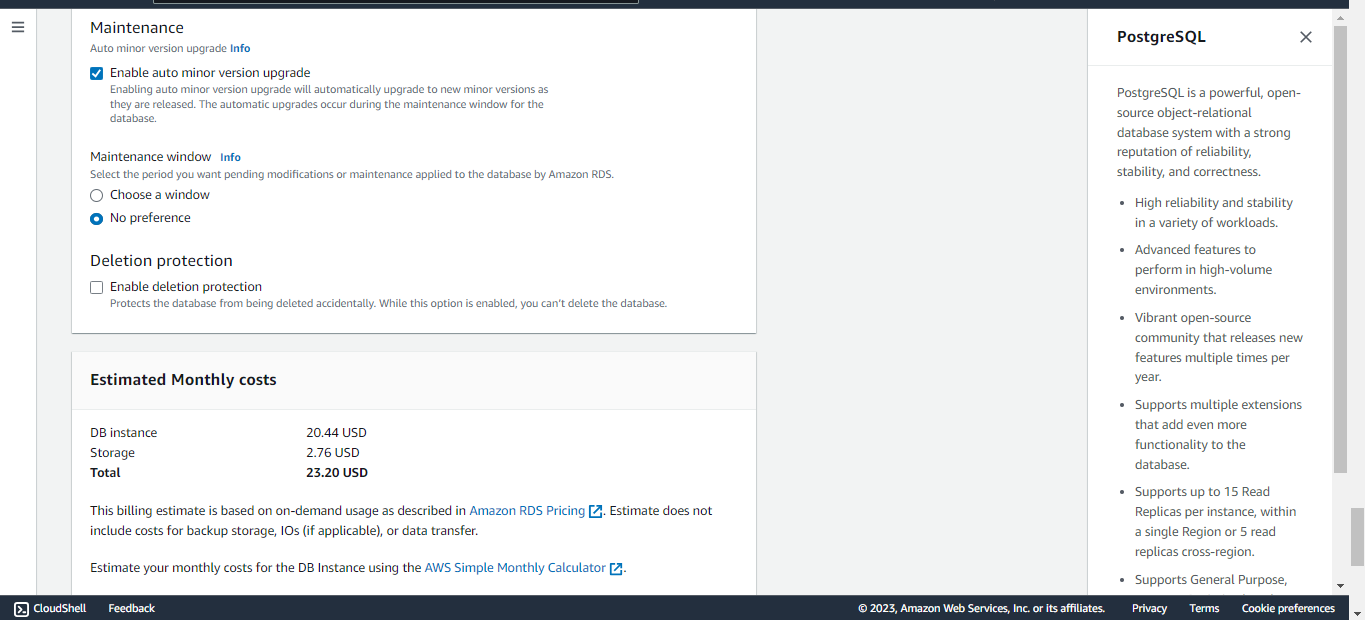 Maintenance
Auto minor version upgrade Info
Enable auto minor version upgrade
Enabling auto minor version upgrade will automatically upgrade to new minor versions as
they are released. The automatic upgrades occur during the maintenance window for the
database.
Maintenance window Info
Select the period you want pending modifications or maintenance applied to the database by Amazon RDS.
Choose a window
No preference
Deletion protection
Enable deletion protection
Protects the database from being deleted accidentally. While this option is enabled, you can't delete the database.
Estimated Monthly costs
DB instance 20.44 USD
Storage 2.76 USD
Total 23.20 USD
This billing estimate is based on on-demand usage as described in Amazon RDS Pricing. Estimate does not
include costs for backup storage, IOs (if applicable), or data transfer.
Estimate your monthly costs for the DB Instance using the AWS Simple Monthly Calculator.
PostgreSQL
PostgreSQL is a powerful, open-
source object-relational
database system with a strong
reputation of reliability,
stability, and correctness.
• High reliability and stability
in a variety of workloads.
• Advanced features to
perform in high-volume
environments.
• Vibrant open-source
community that releases new
features multiple times per
year.
• Supports multiple extensions
that add even more
functionality to the
database.
• Supports up to 15 Read
Replicas per instance, within
a single Region or 5 read
replicas cross-region.
• Supports General Purpose,
CloudShell Feedback © 2023, Amazon Web Services, Inc. or its affiliates. Privacy Terms Cookie preferences